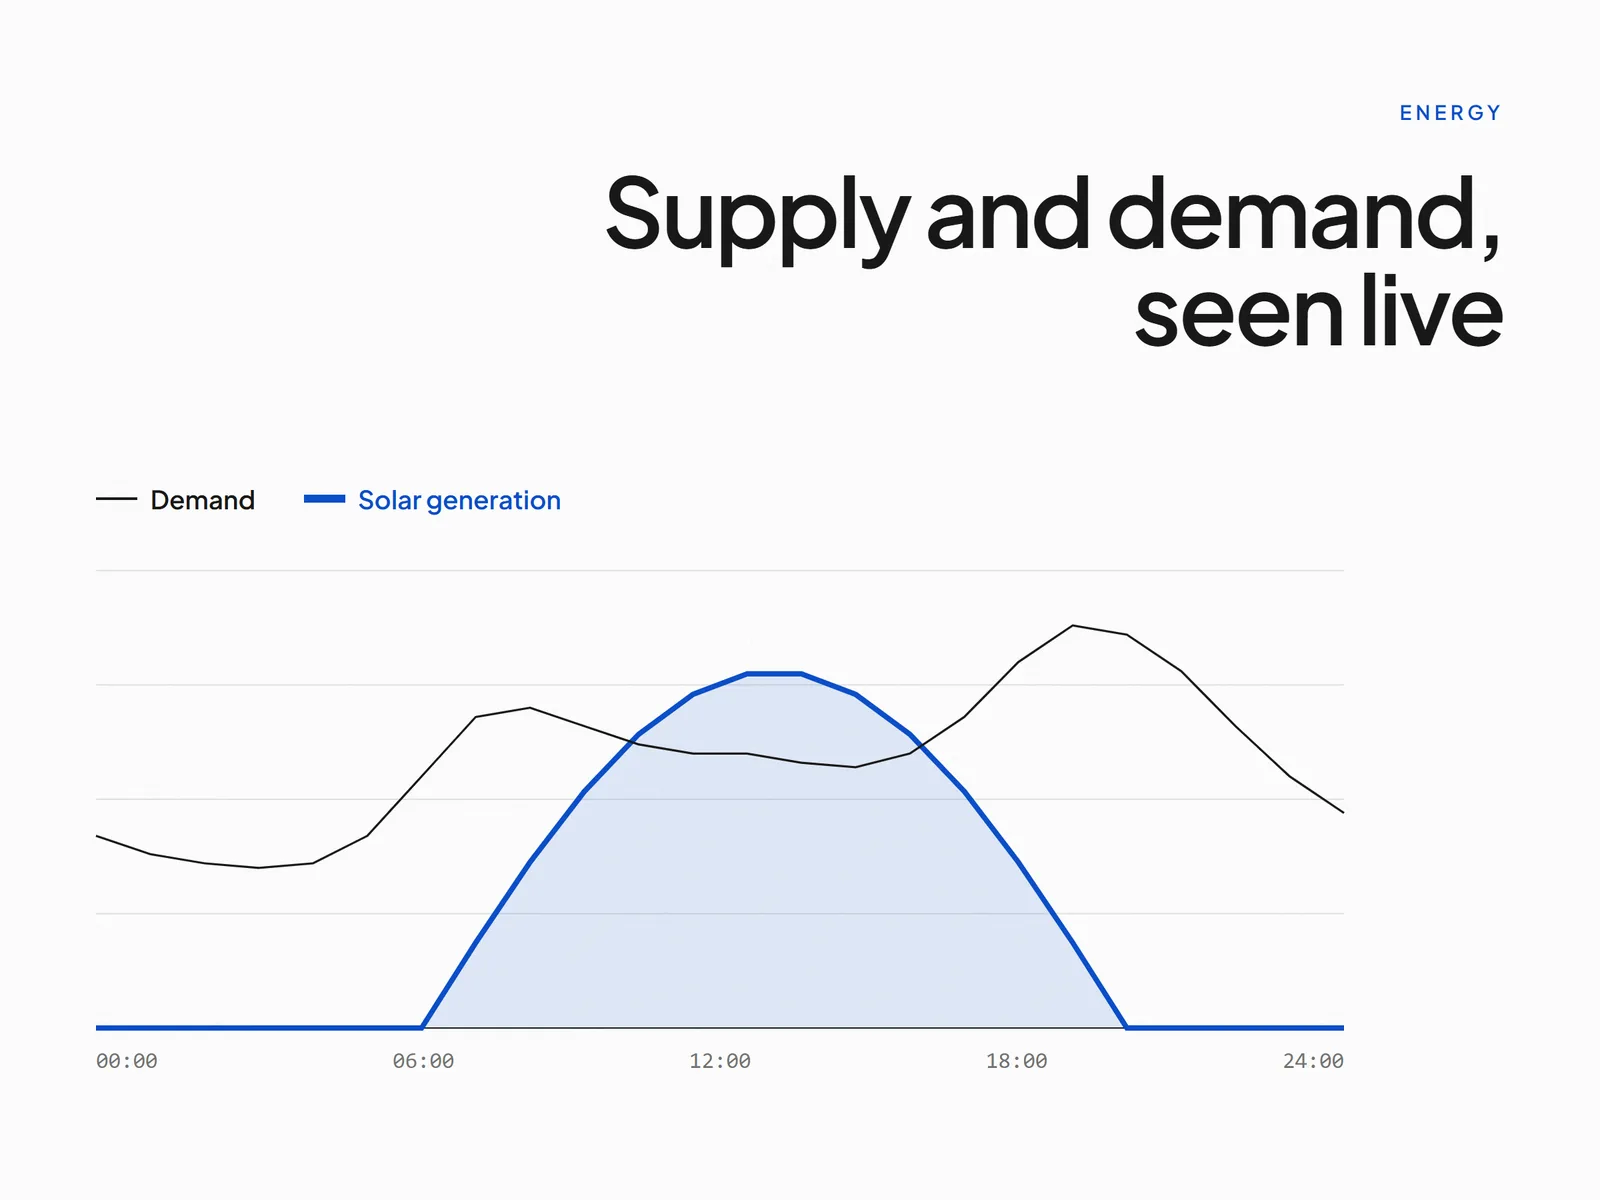 ENERGY
Supply and demand,
seen live
Demand
Solar generation
00:00
06:00
12:00
18:00
24:00